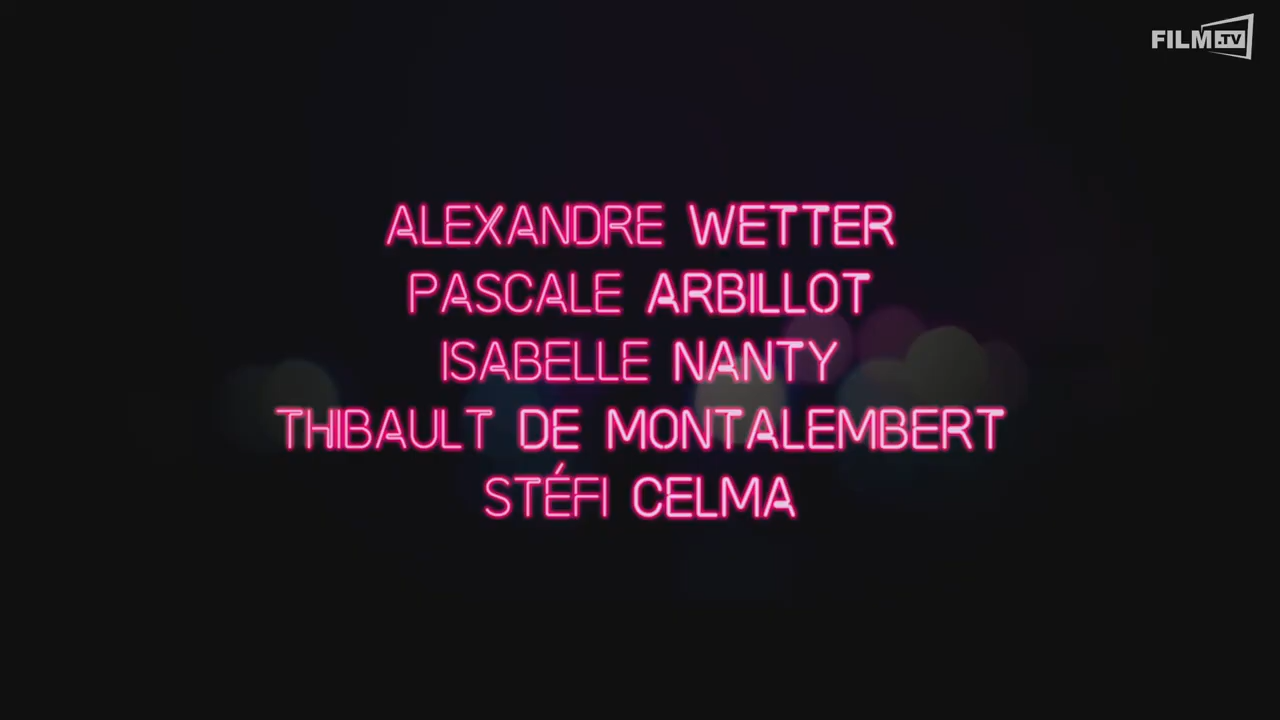 FILM.TV
ALEXANDRE WETTER
PASCALE ARBILLOT
ISABELLE NANTY
THIBAULT DE MONTALEMBERT
STÉFI CELMA